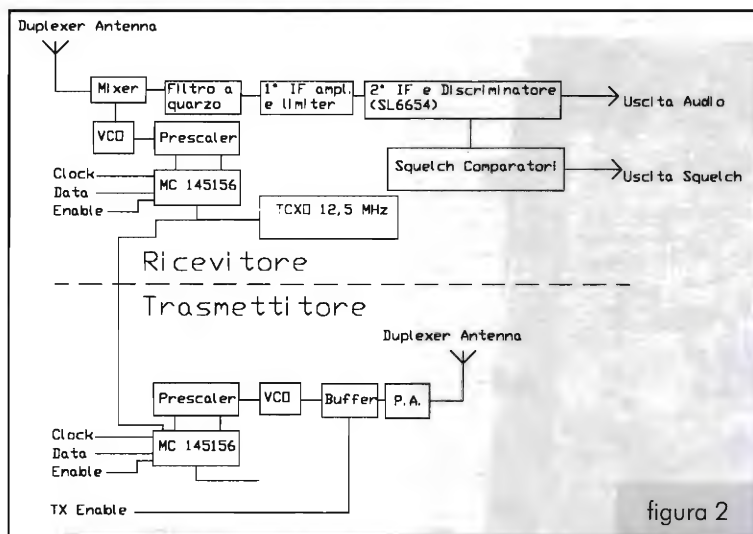 Duplexer Antenna
Mixer
Filtro a
quarzo
1° IF ampl.
e limiter
2° IF e Discriminatore
(SL6654)
Uscita Audio
VCO
Prescaler
Squelch Comparatori
Uscita Squelch
Clock
Data
Enable
MC 145156
TCXO 12,5 MHz
Ricevitore
Trasmettitore
Duplexer Antenna
Prescaler
VCO
Buffer
P.A.
Clock
Data
Enable
MC 145156
TX Enable
figura 2